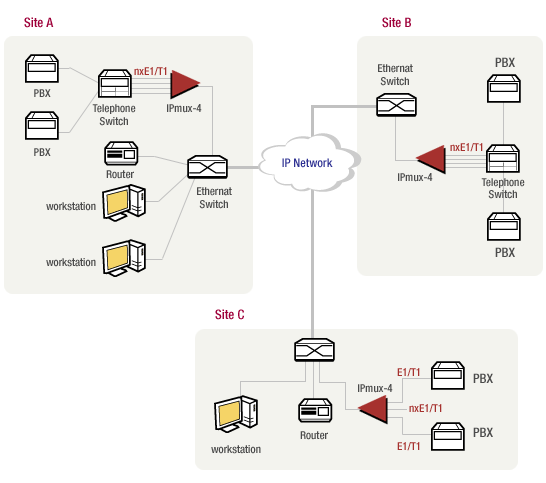 Site A
PBX
PBX
Telephone
Switch
nxE1/T1
IPmux-4
Router
workstation
workstation
Ethernat
Switch
IP Network
Site B
Ethernat
Switch
PBX
nxE1/T1
IPmux-4
Telephone
Switch
PBX
Site C
workstation
Router
IPmux-4
E1/T1
PBX
nxE1/T1
PBX
E1/T1